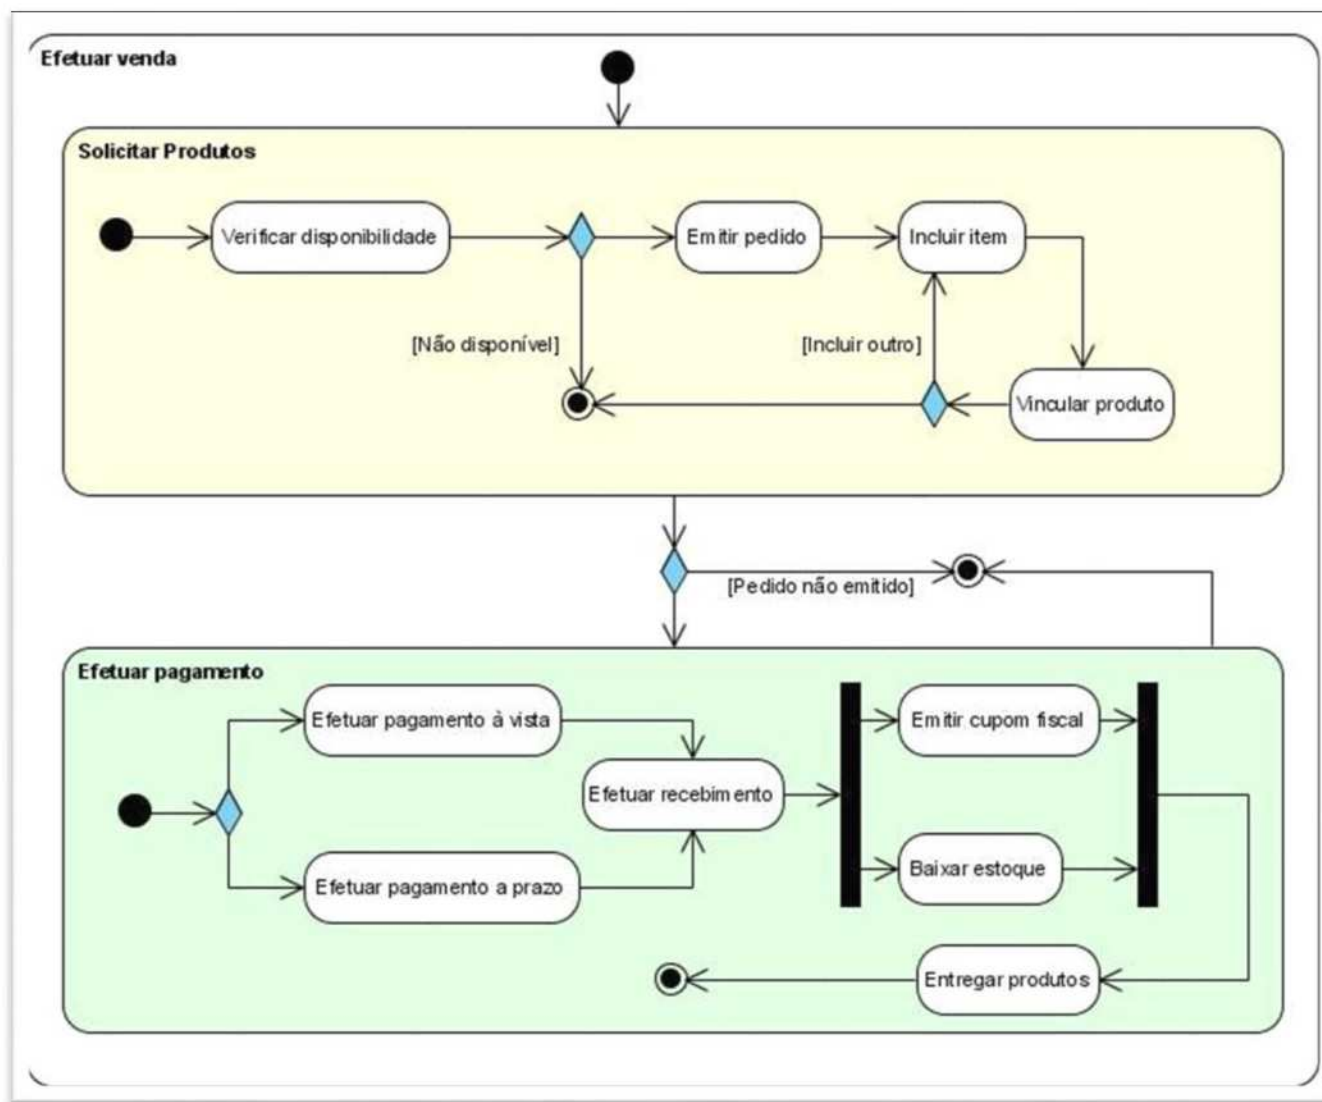 Efetuar venda
Solicitar Produtos
Verificar disponibilidade
Emitir pedido
Incluir item
[Não disponível]
[Incluir outro]
Vincular produto
[Pedido não emitido]
Efetuar pagamento
Efetuar pagamento à vista
Emitir cupom fiscal
Efetuar recebimento
Baixar estoque
Efetuar pagamento a prazo
Entregar produtos